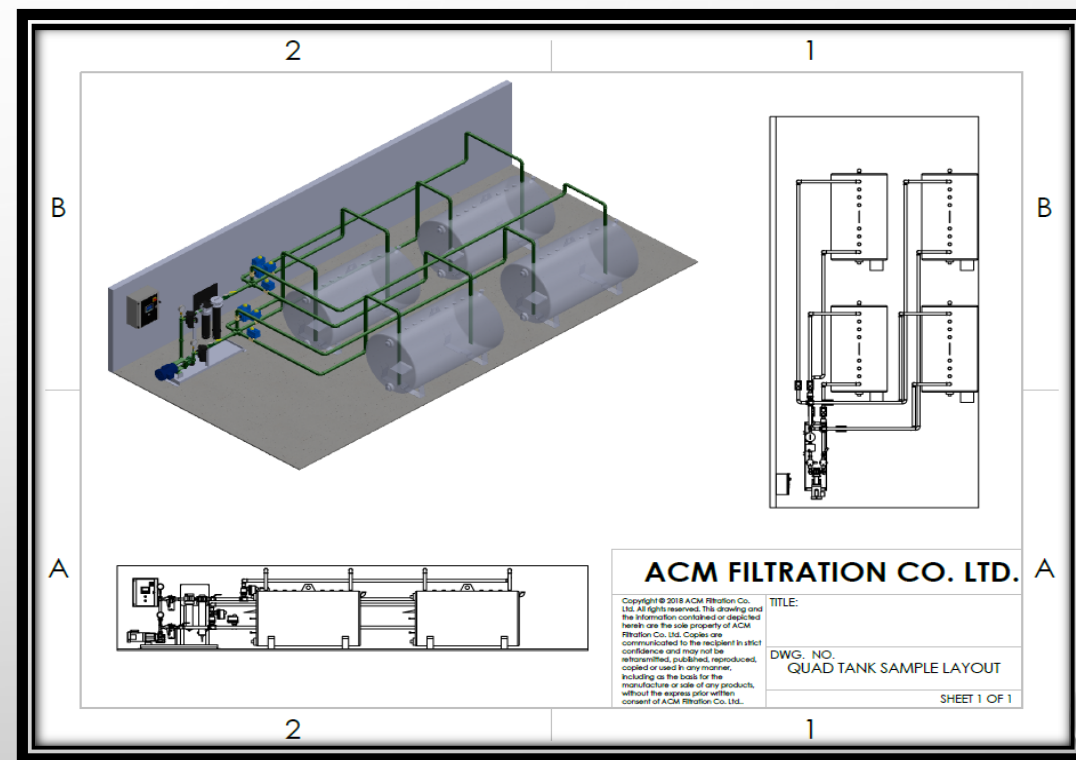 2 1
B B
A A
ACM FILTRATION CO. LTD.
Copyright © 2018 ACM Filtration Co.
Ltd. All rights reserved. This drawing and
the information contained or depicted
herein are the sole property of ACM
Filtration Co. Ltd. Copies are
communicated to the recipient in strict
confidence and may not be
retransmitted, published, reproduced,
copied or used in any manner,
including as the basis for the
manufacture or sale of any products,
without the express prior written
consent of ACM Filtration Co. Ltd..
TITLE:
DWG. NO.
QUAD TANK SAMPLE LAYOUT
SHEET 1 OF 1
2 1